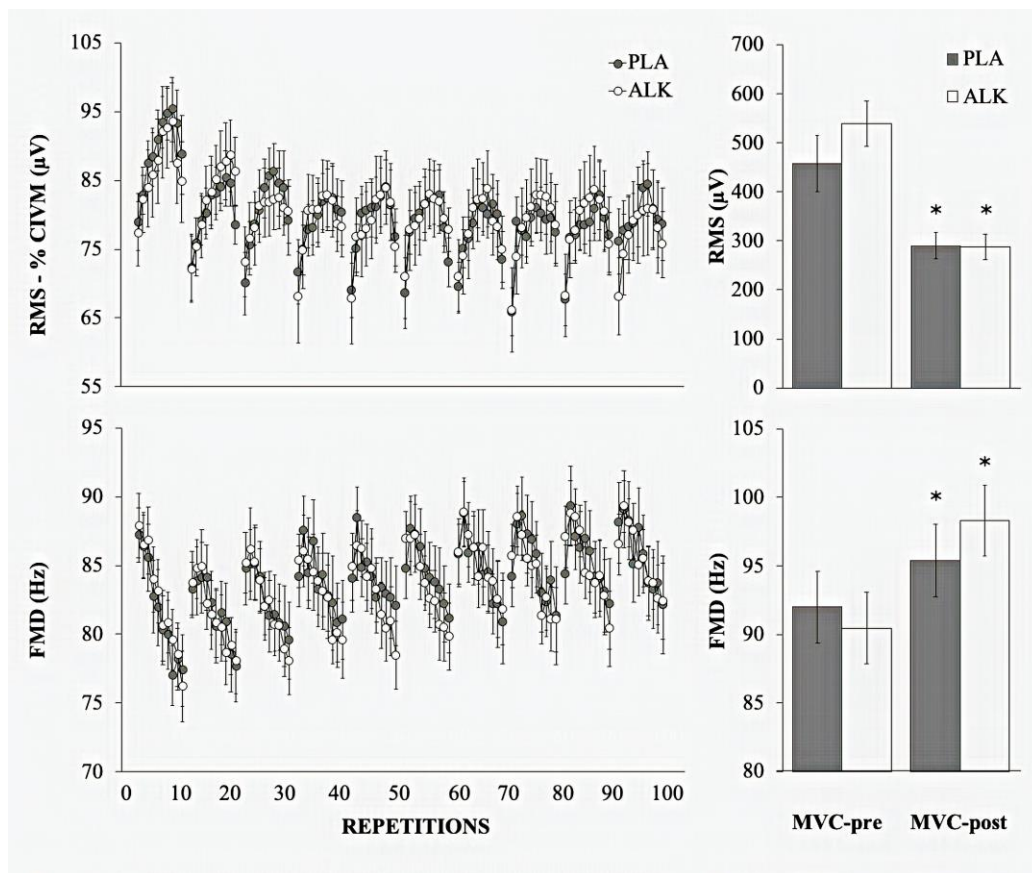 RMS - % CIVM (µV)
105
95
85
75
65
55
PLA
ALK
RMS (µV)
700
600
500
400
300
200
100
0
PLA
ALK
*
*
FMD (Hz)
95
90
85
80
75
70
0 10 20 30 40 50 60 70 80 90 100
REPETITIONS
FMD (Hz)
105
100
95
90
85
80
*
*
MVC-pre MVC-post